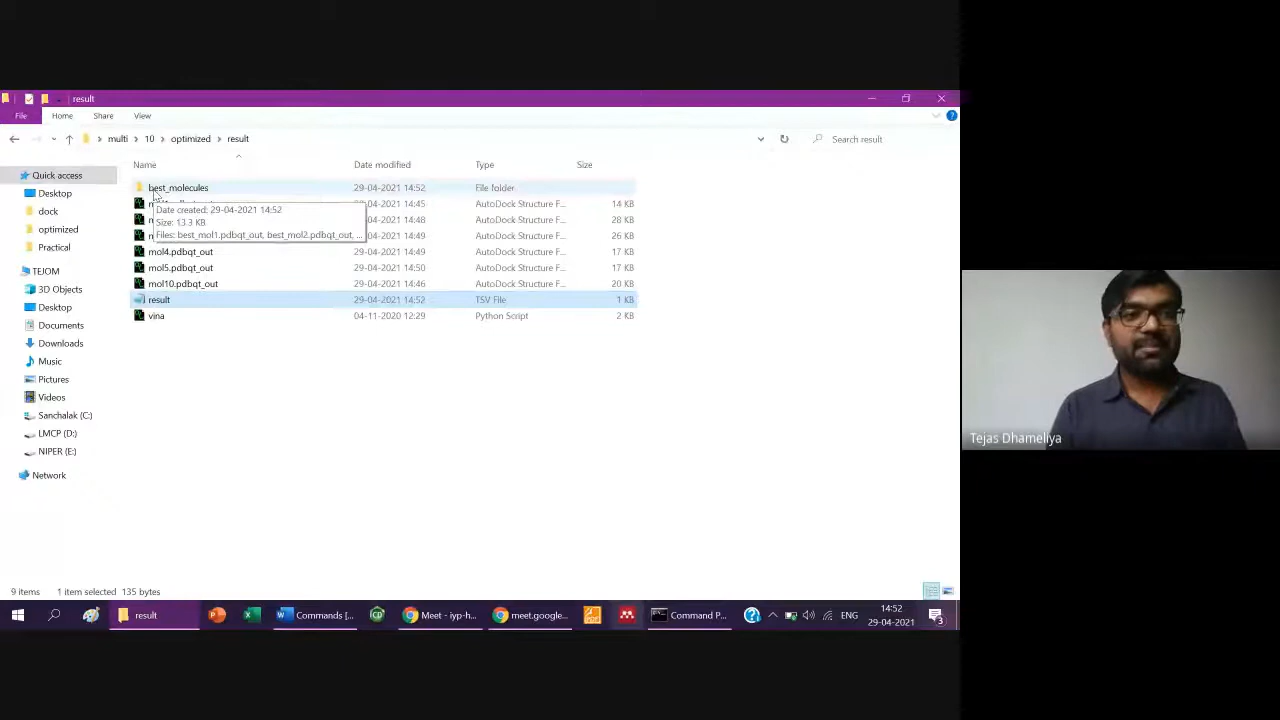 result
File Home Share View
multi 10 optimized result Search result
Name Date modified Type Size
Quick access
Desktop
dock
optimized
Practical
TEJOM
3D Objects
Desktop
Documents
Downloads
Music
Pictures
Videos
Sanchalak (C:)
LMCP (D:)
NIPER (E:)
Network
best_molecules 29-04-2021 14:52 File folder
29-04-2021 14:45 AutoDock Structure F... 14 KB
29-04-2021 14:48 AutoDock Structure F... 28 KB
29-04-2021 14:49 AutoDock Structure F... 26 KB
Date created: 29-04-2021 14:52
Size: 13.3 KB
Files: best_mol1.pdbqt_out, best_mol2.pdbqt_out, ...
mol4.pdbqt_out 29-04-2021 14:49 AutoDock Structure F... 17 KB
mol5.pdbqt_out 29-04-2021 14:50 AutoDock Structure F... 17 KB
mol10.pdbqt_out 29-04-2021 14:46 AutoDock Structure F... 20 KB
result 29-04-2021 14:52 TSV File 1 KB
vina 04-11-2020 12:29 Python Script 2 KB
Tejas Dhameliya
9 items 1 item selected 135 bytes
result Commands [... Meet - iyp-h... meet.google... Command P... ENG
14:52
29-04-2021
3